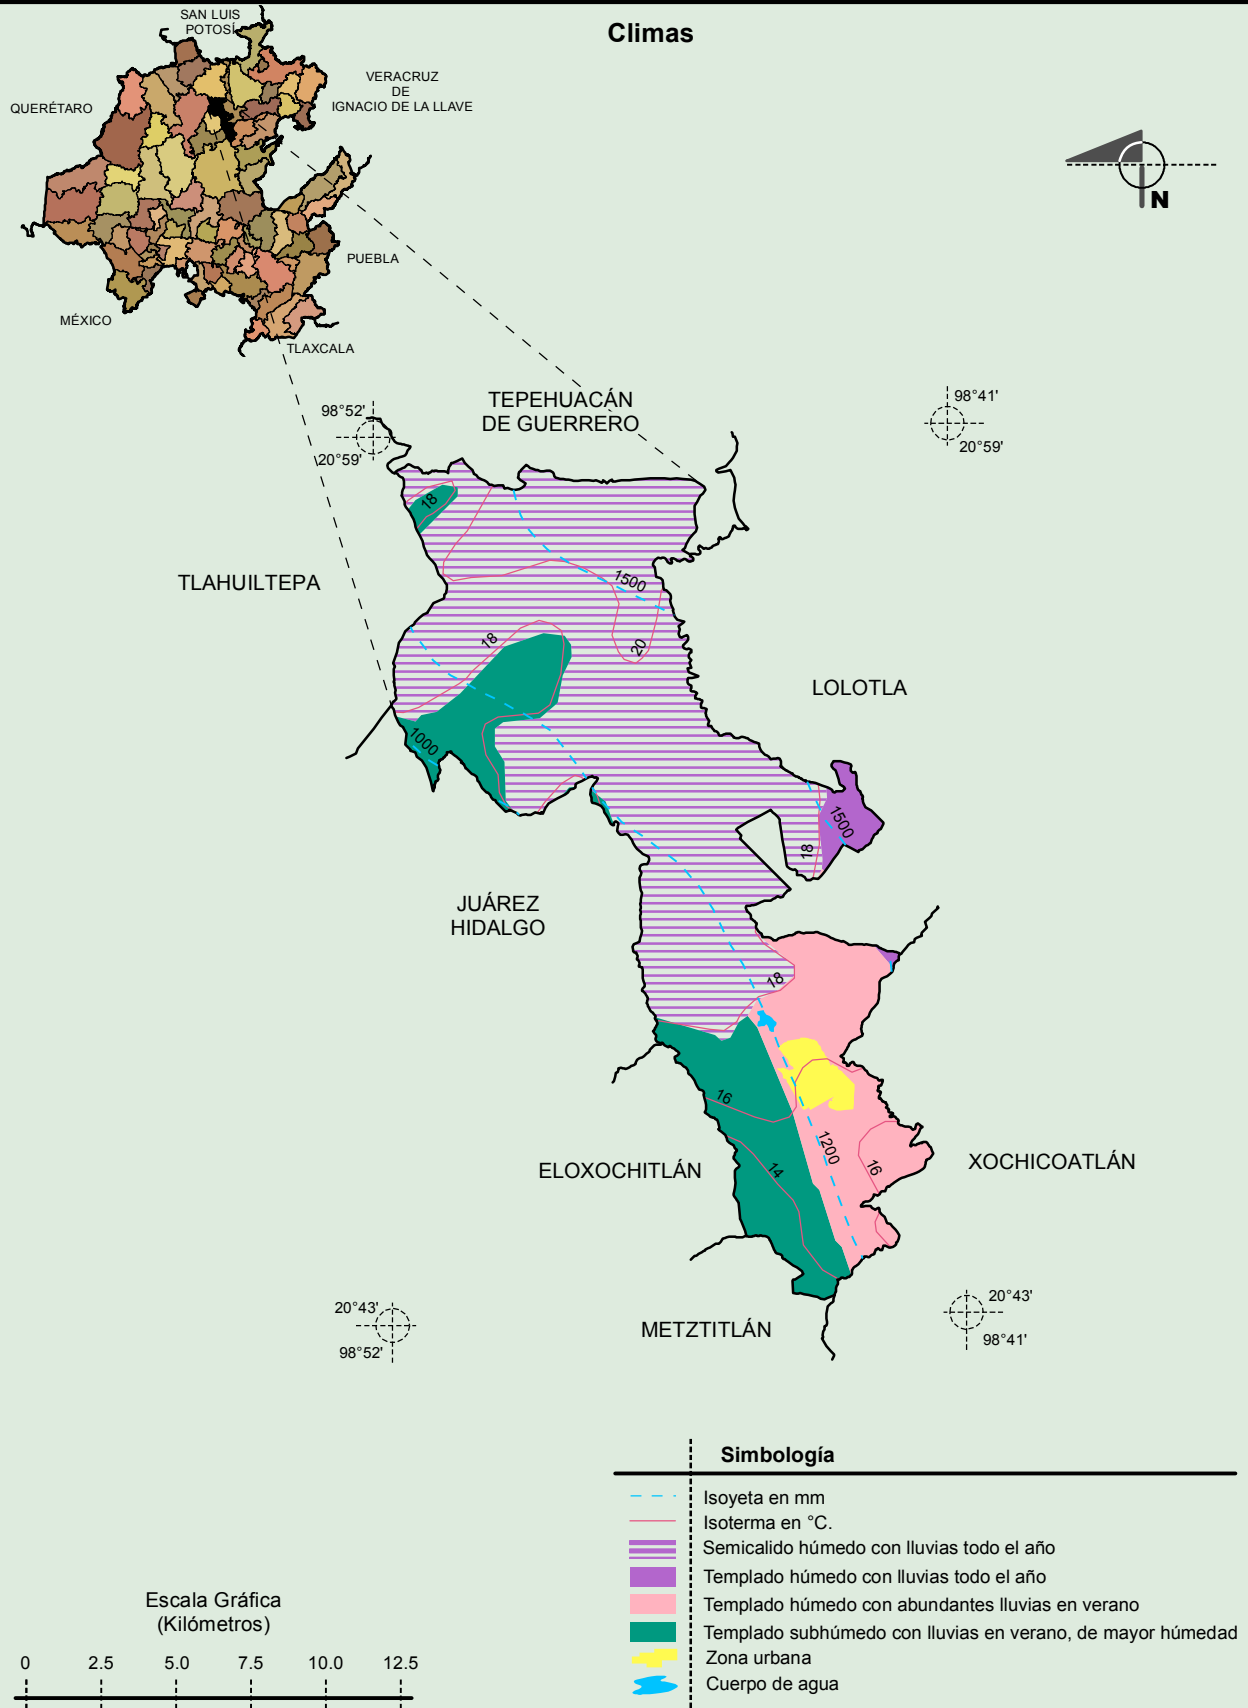 Climas
SAN LUIS
POTOSÍ
VERACRUZ
DE
IGNACIO DE LA LLAVE
QUERÉTARO
PUEBLA
MÉXICO
TLAXCALA
N
TEPEHUACÁN
DE GUERRERO
98°52'
20°59'
98°41'
20°59'
18
TLAHUILTEPA
1500
18
20
LOLOTLA
1000
1500
18
JUÁREZ
HIDALGO
18
16
1200
14
16
ELOXOCHITLÁN
XOCHICOATLÁN
20°43'
98°52'
20°43'
98°41'
METZTITLÁN
Simbología
Isoyeta en mm
Isoterma en °C.
Semicalido húmedo con lluvias todo el año
Templado húmedo con lluvias todo el año
Templado húmedo con abundantes lluvias en verano
Templado subhúmedo con lluvias en verano, de mayor húmedad
Zona urbana
Cuerpo de agua
Escala Gráfica
(Kilómetros)
0 2.5 5.0 7.5 10.0 12.5